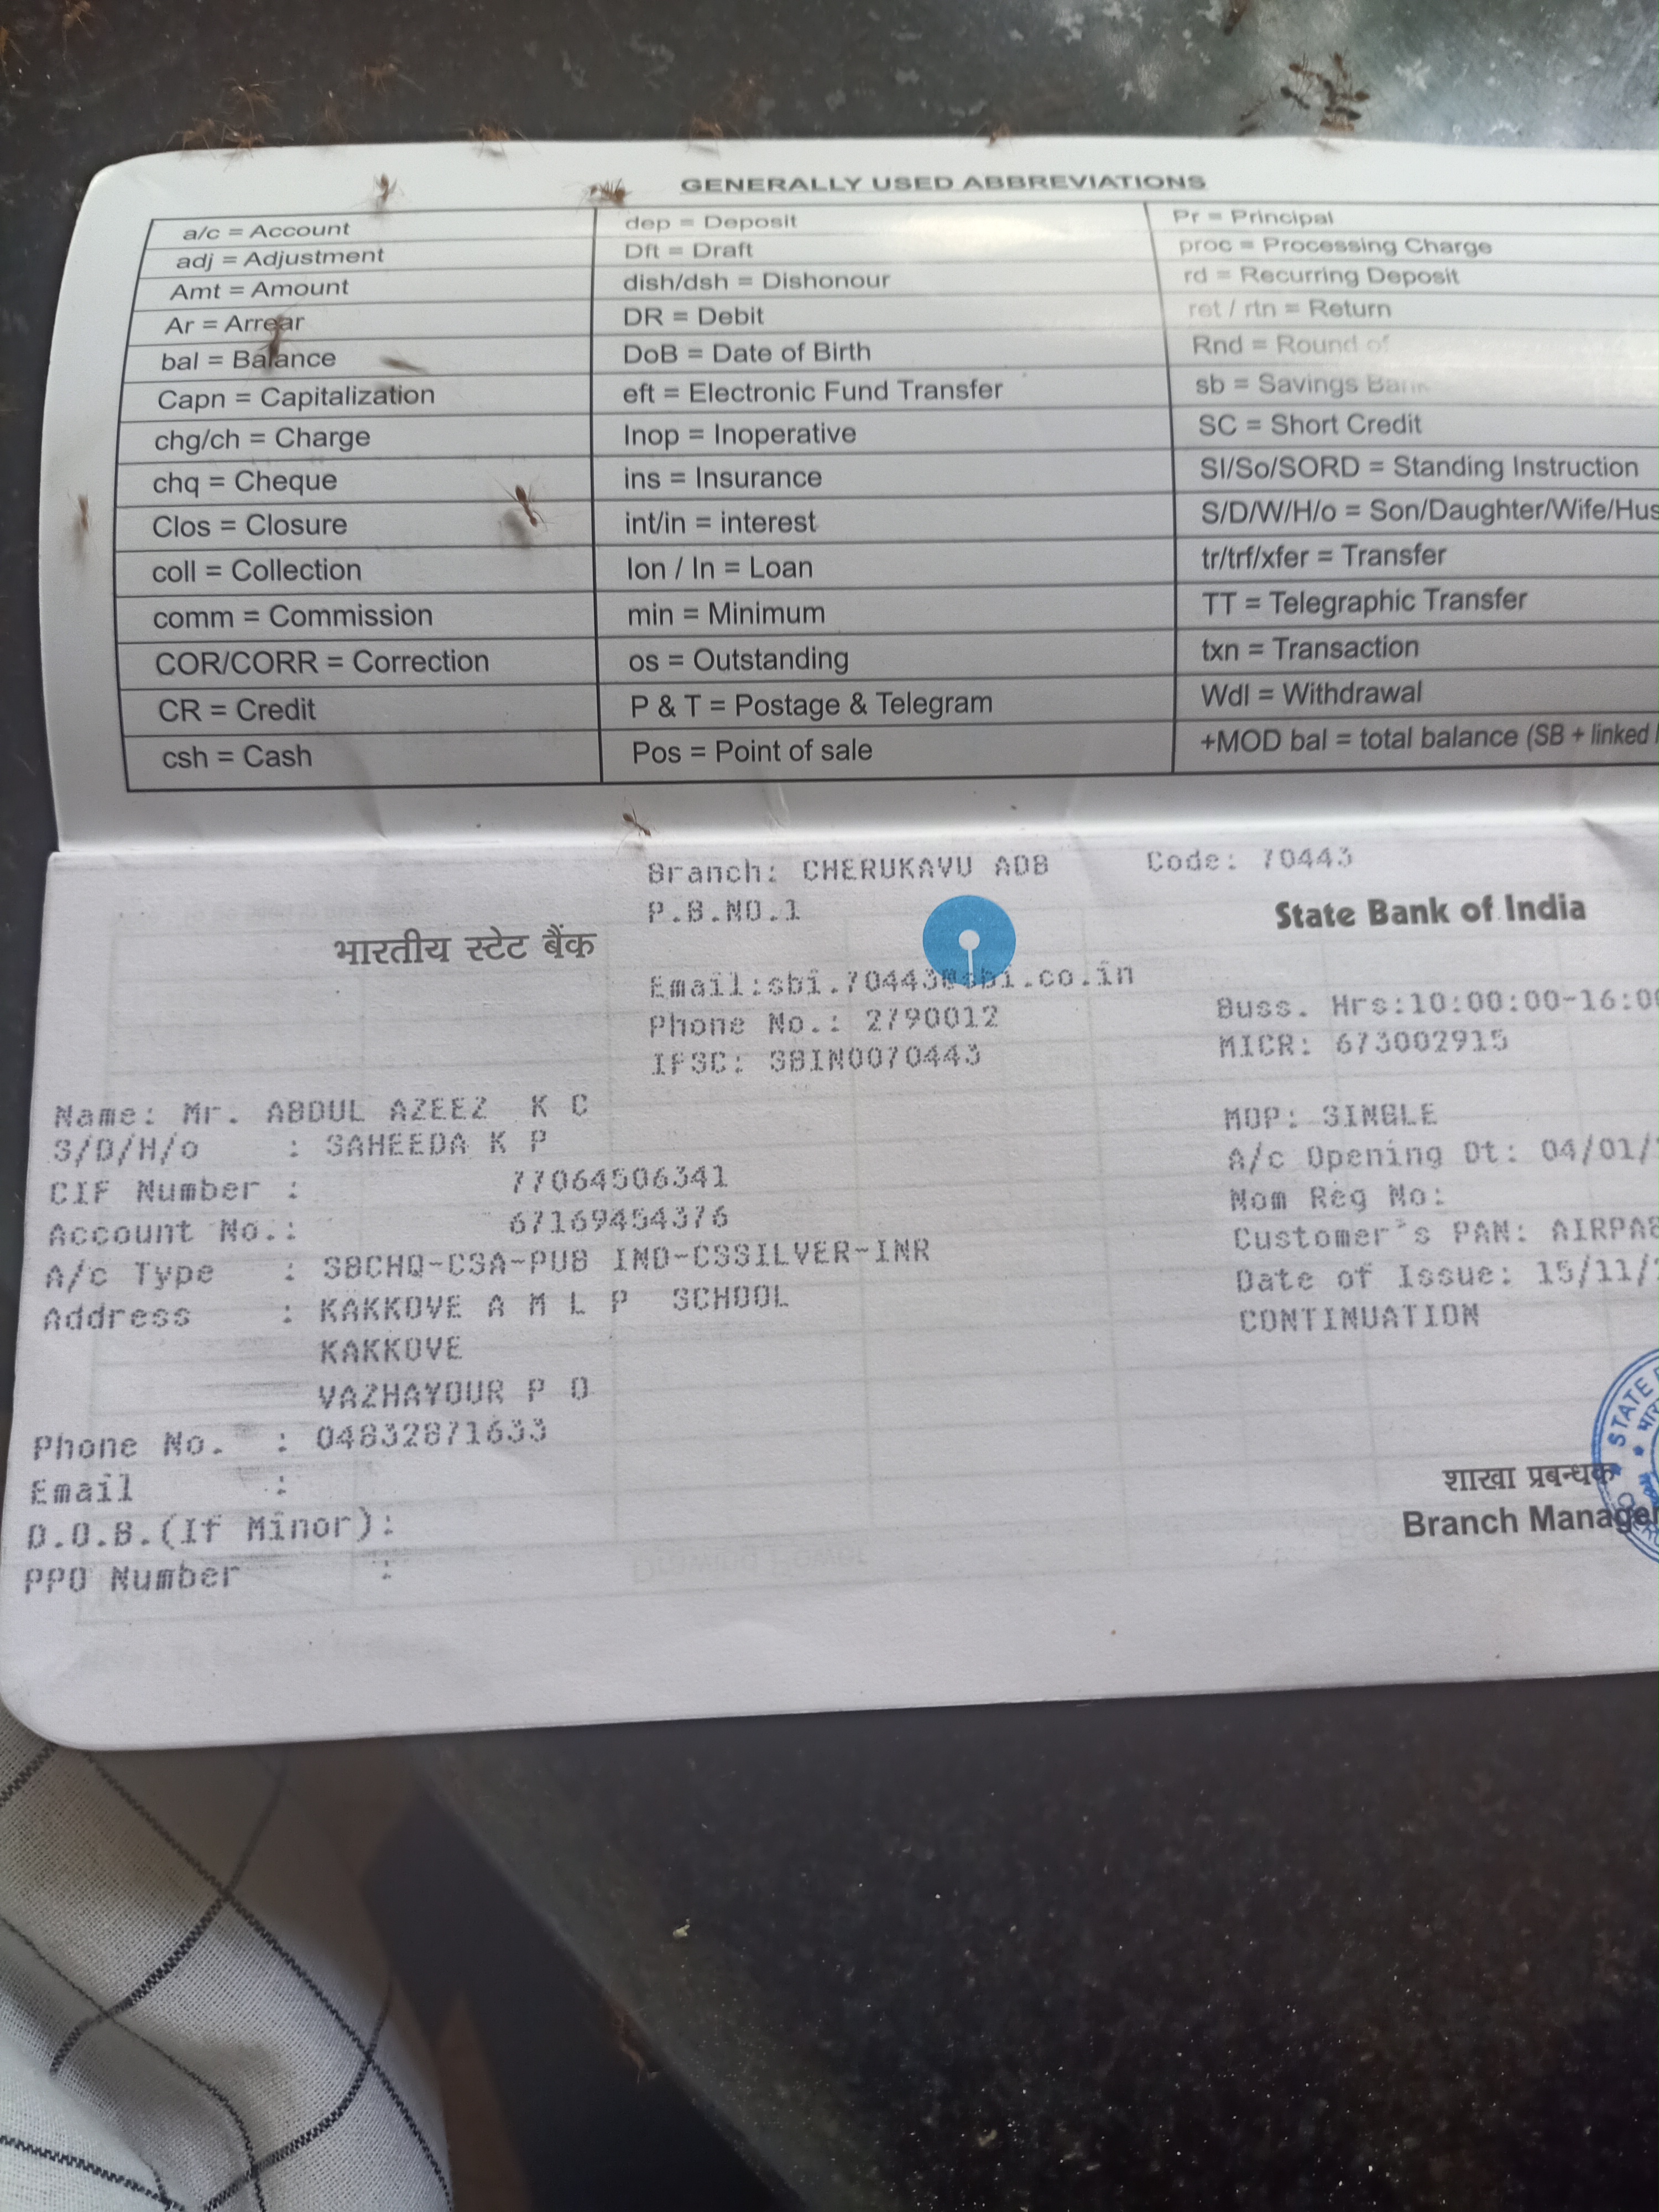 GENERALLY USED ABBREVIATIONS
a/c = Account
adj = Adjustment
Amt = Amount
Ar = Arrear
bal = Balance
Capn = Capitalization
chg/ch = Charge
chq = Cheque
Clos = Closure
coll = Collection
comm = Commission
COR/CORR = Correction
CR = Credit
csh = Cash
dep = Deposit
Dft = Draft
dish/dsh = Dishonour
DR = Debit
DoB = Date of Birth
eft = Electronic Fund Transfer
Inop = Inoperative
ins = Insurance
int/in = interest
lon / ln = Loan
min = Minimum
os = Outstanding
P & T = Postage & Telegram
Pos = Point of sale
Pr = Principal
proc = Processing Charge
rd = Recurring Deposit
ret / rtn = Return
Rnd = Round of
sb = Savings Bank
SC = Short Credit
SI/So/SORD = Standing Instruction
S/D/W/H/o = Son/Daughter/Wife/Hus
tr/trf/xfer = Transfer
TT = Telegraphic Transfer
txn = Transaction
Wdl = Withdrawal
+MOD bal = total balance (SB + linked
Branch: CHERUKAVU ADB Code: 70443
P.B.NO.1
भारतीय स्टेट बैंक State Bank of India
Email:sbi.70443@sbi.co.in
Phone No.: 2790012 Buss. Hrs:10:00:00-16:00
IFSC: SBIN0070443 MICR: 673002915
Name: Mr. ABDUL AZEEZ K C MOP: SINGLE
S/D/H/o : SAHEEDA K P A/c Opening Dt: 04/01/
CIF Number : 77064506341 Nom Reg No:
Account No.: 67169454376 Customer's PAN: AIRPA
A/c Type : SBCHQ-CSA-PUB IND-CSSILVER-INR Date of Issue: 15/11/
Address : KAKKOVE A M L P SCHOOL CONTINUATION
KAKKOVE
VAZHAYOUR P O
Phone No. : 04832871633
Email :
D.O.B.(If Minor):
PPO Number :
STATE
शाखा प्रबन्धक
Branch Manager